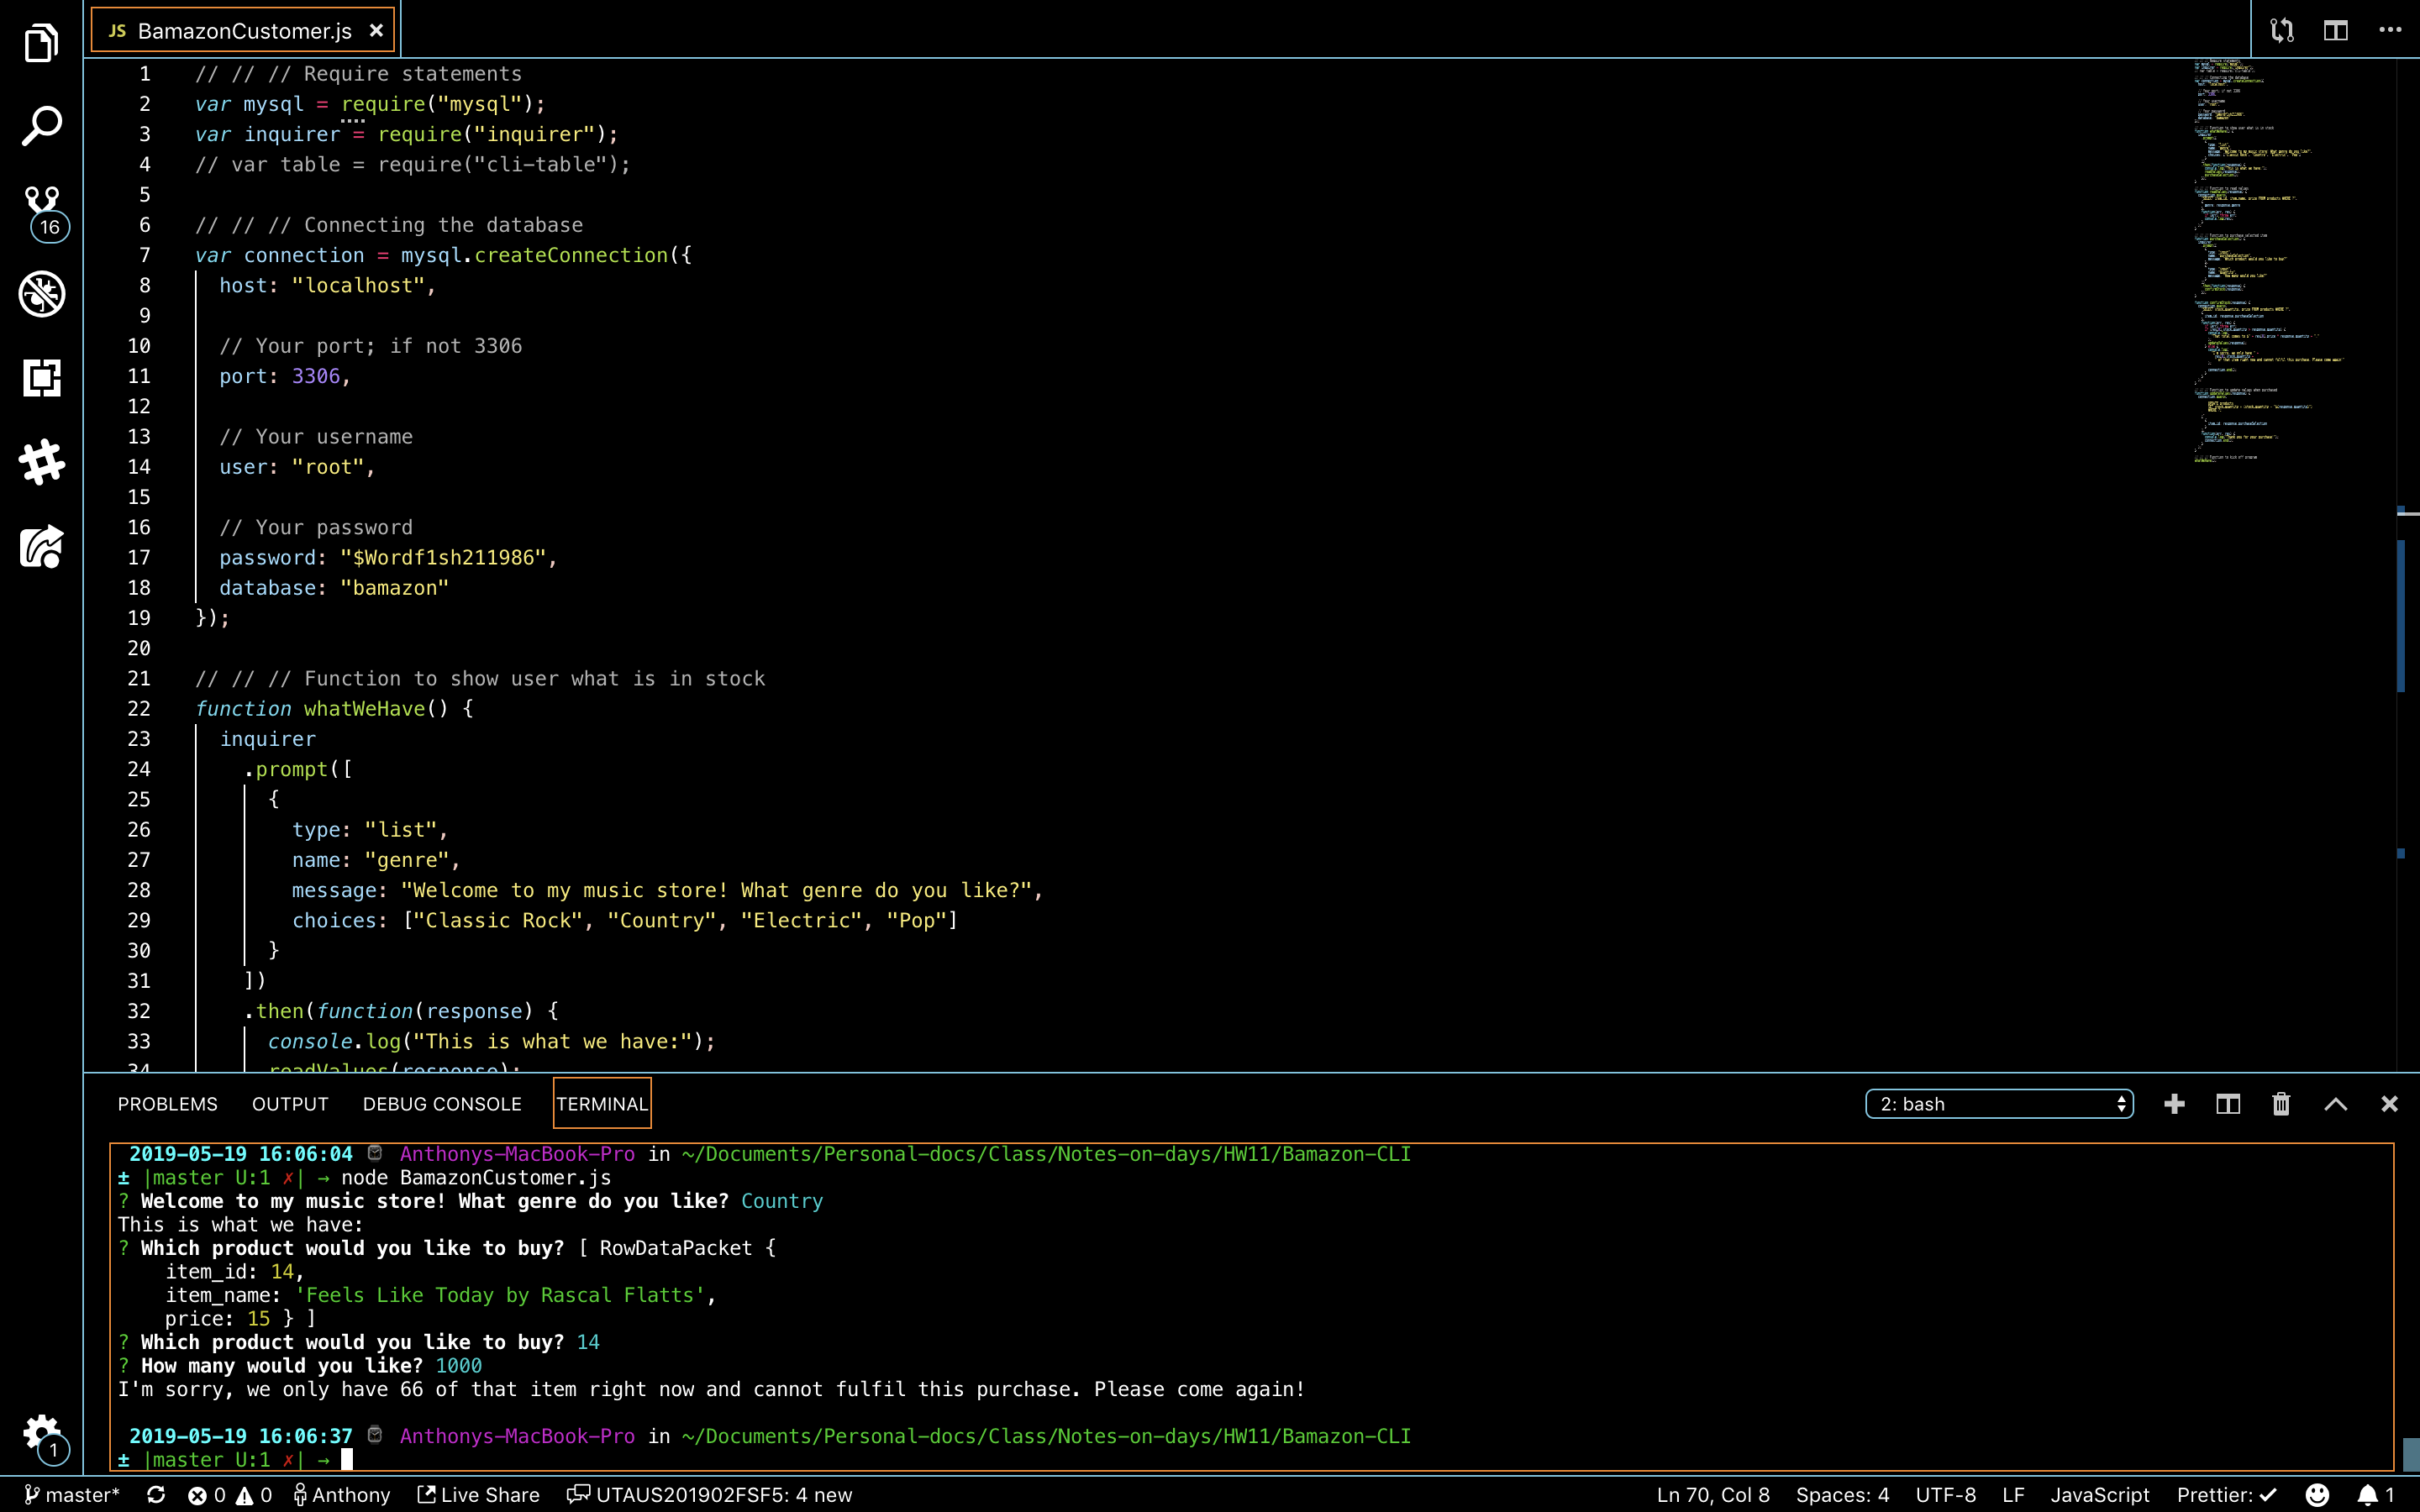 JS BamazonCustomer.js ×
1 // // // Require statements
2 var mysql = require("mysql");
3 var inquirer = require("inquirer");
4 // var table = require("cli-table");
5
6 // // // Connecting the database
7 var connection = mysql.createConnection({
8 host: "localhost",
9
10 // Your port; if not 3306
11 port: 3306,
12
13 // Your username
14 user: "root",
15
16 // Your password
17 password: "$Wordf1sh211986",
18 database: "bamazon"
19 });
20
21 // // // Function to show user what is in stock
22 function whatWeHave() {
23 inquirer
24 .prompt([
25 {
26 type: "list",
27 name: "genre",
28 message: "Welcome to my music store! What genre do you like?",
29 choices: ["Classic Rock", "Country", "Electric", "Pop"]
30 }
31 ])
32 .then(function(response) {
33 console.log("This is what we have:");
34 readValues(response);
16
1
PROBLEMS OUTPUT DEBUG CONSOLE TERMINAL 2: bash
2019-05-19 16:06:04 Anthonys-MacBook-Pro in ~/Documents/Personal-docs/Class/Notes-on-days/HW11/Bamazon-CLI
± |master U:1 ✗| → node BamazonCustomer.js
? Welcome to my music store! What genre do you like? Country
This is what we have:
? Which product would you like to buy? [ RowDataPacket {
item_id: 14,
item_name: 'Feels Like Today by Rascal Flatts',
price: 15 } ]
? Which product would you like to buy? 14
? How many would you like? 1000
I'm sorry, we only have 66 of that item right now and cannot fulfil this purchase. Please come again!
2019-05-19 16:06:37 Anthonys-MacBook-Pro in ~/Documents/Personal-docs/Class/Notes-on-days/HW11/Bamazon-CLI
± |master U:1 ✗| →
master* 0 0 Anthony Live Share UTAUS201902FSF5: 4 new Ln 70, Col 8 Spaces: 4 UTF-8 LF JavaScript Prettier: ✓ 1